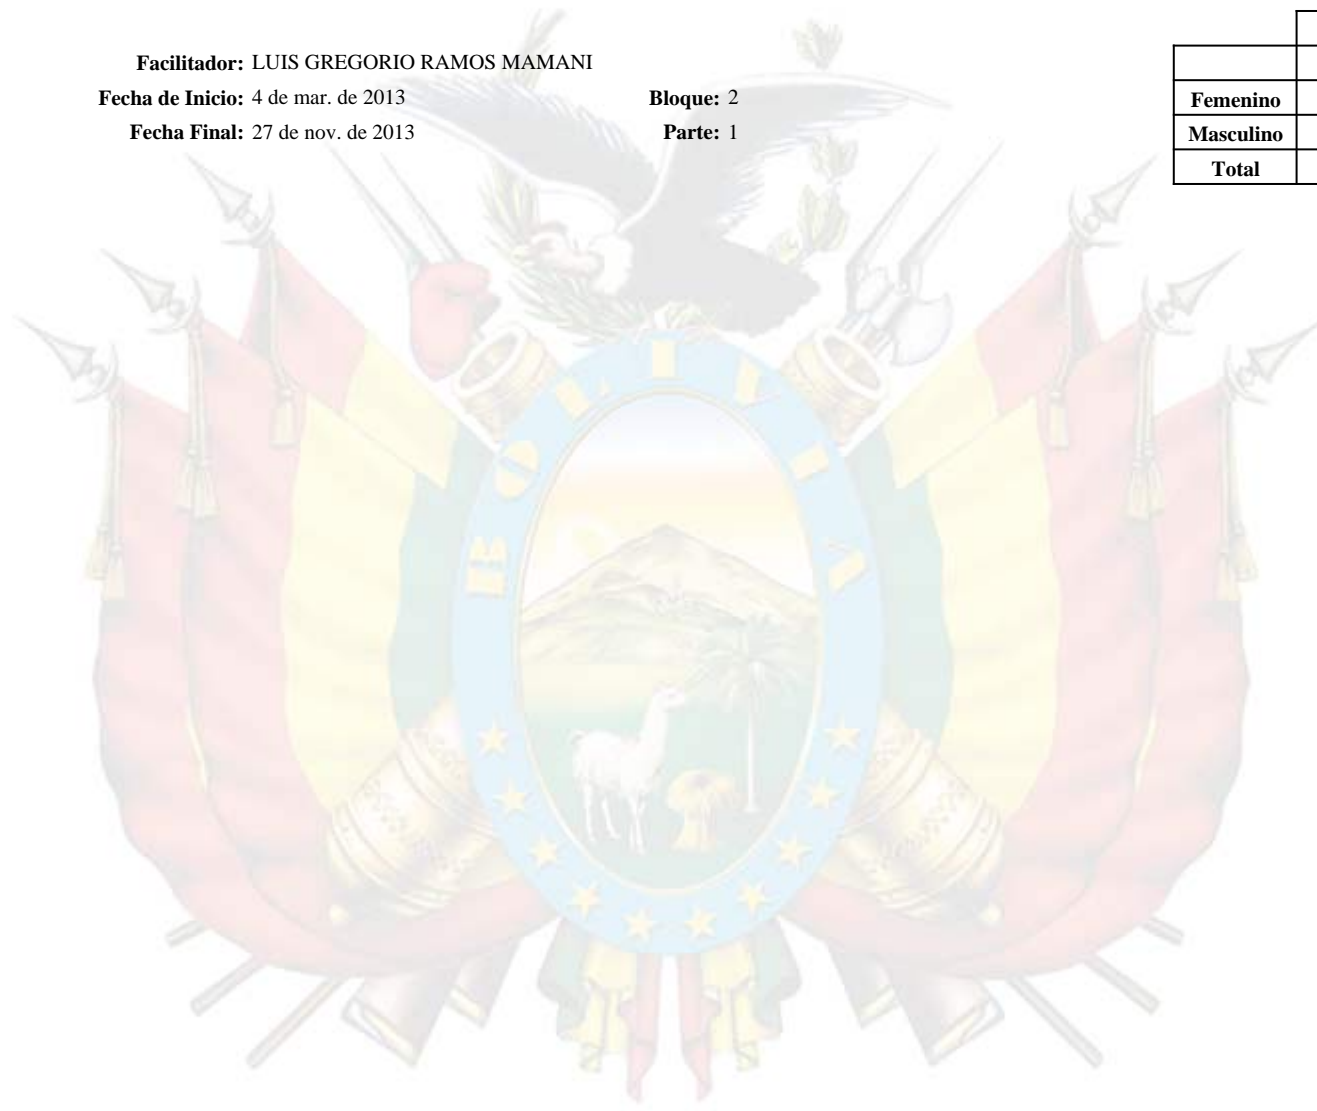 Facilitador: LUIS GREGORIO RAMOS MAMANI
Fecha de Inicio: 4 de mar. de 2013 Bloque: 2
Fecha Final: 27 de nov. de 2013 Parte: 1
Femenino
Masculino
Total
BOLIVIA